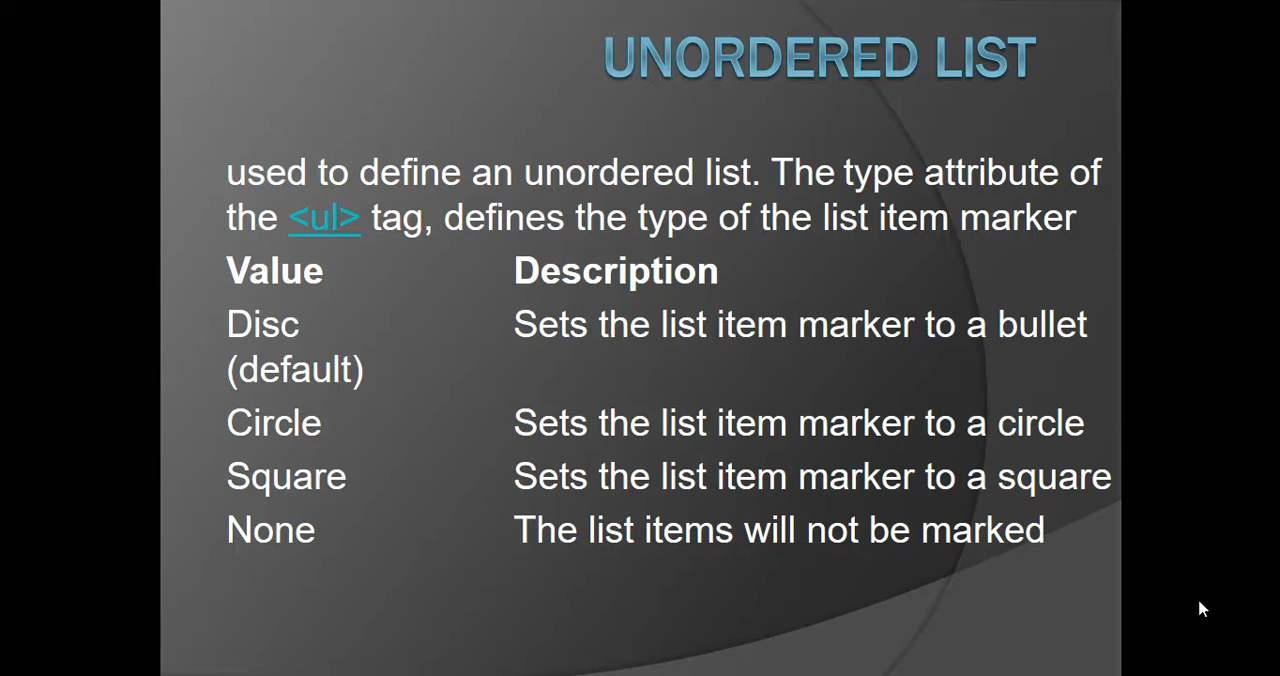 UNORDERED LIST
used to define an unordered list. The type attribute of
the <ul> tag, defines the type of the list item marker
Value Description
Disc Sets the list item marker to a bullet
(default)
Circle Sets the list item marker to a circle
Square Sets the list item marker to a square
None The list items will not be marked